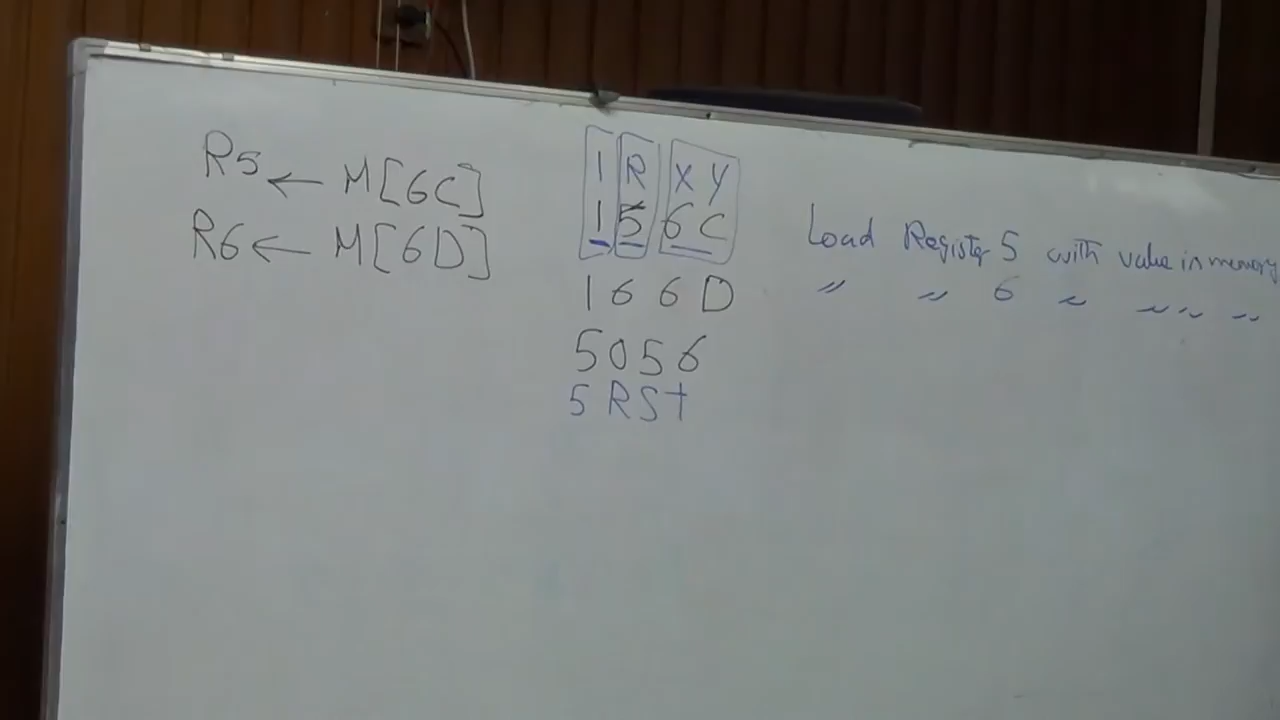 R5 ← M[6C]
R6 ← M[6D]
1 R X Y
1 5 6 C Load Register 5 with value in memory
1 6 6 D " " 6 " " " "
5 0 5 6
5 R S T